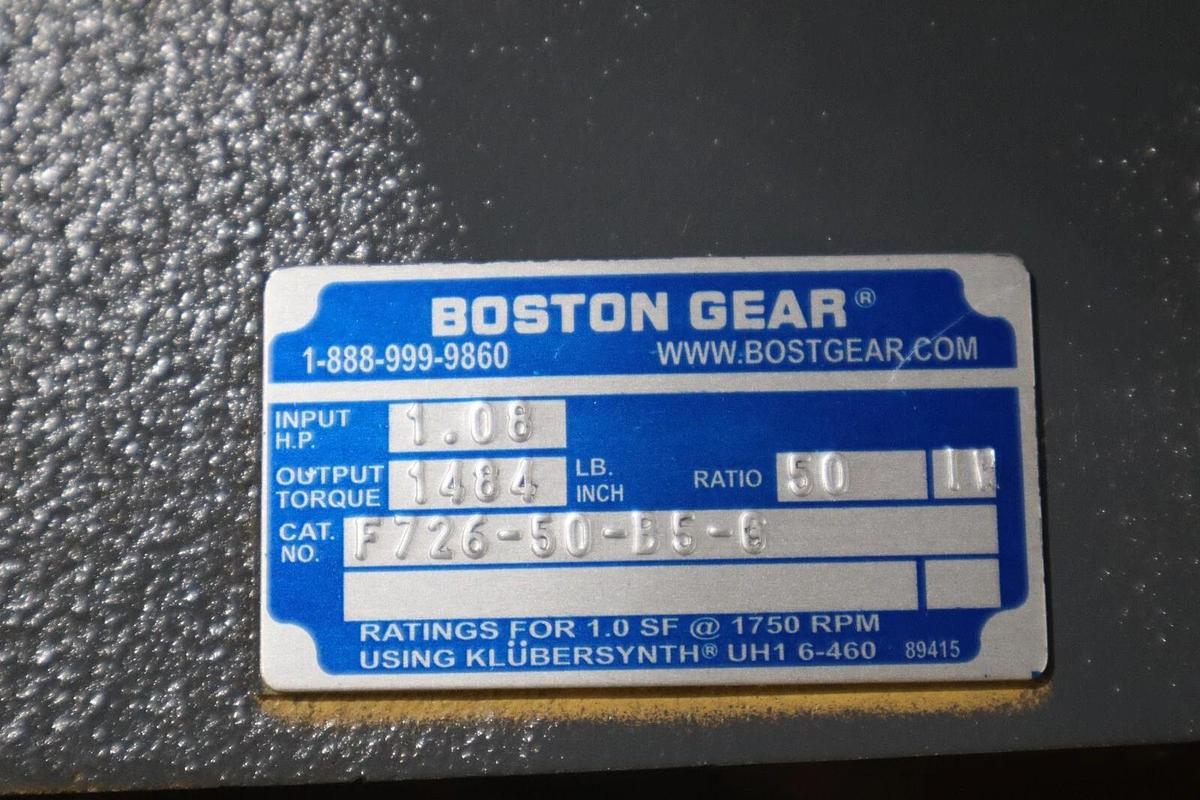 BOSTON GEAR®
1-888-999-9860 WWW.BOSTGEAR.COM
INPUT H.P. 1.08
OUTPUT TORQUE 1484 LB. INCH RATIO 50
CAT. NO. F726-50-B5-G
RATINGS FOR 1.0 SF @ 1750 RPM
USING KLÜBERSYNTH® UH1 6-460 89415